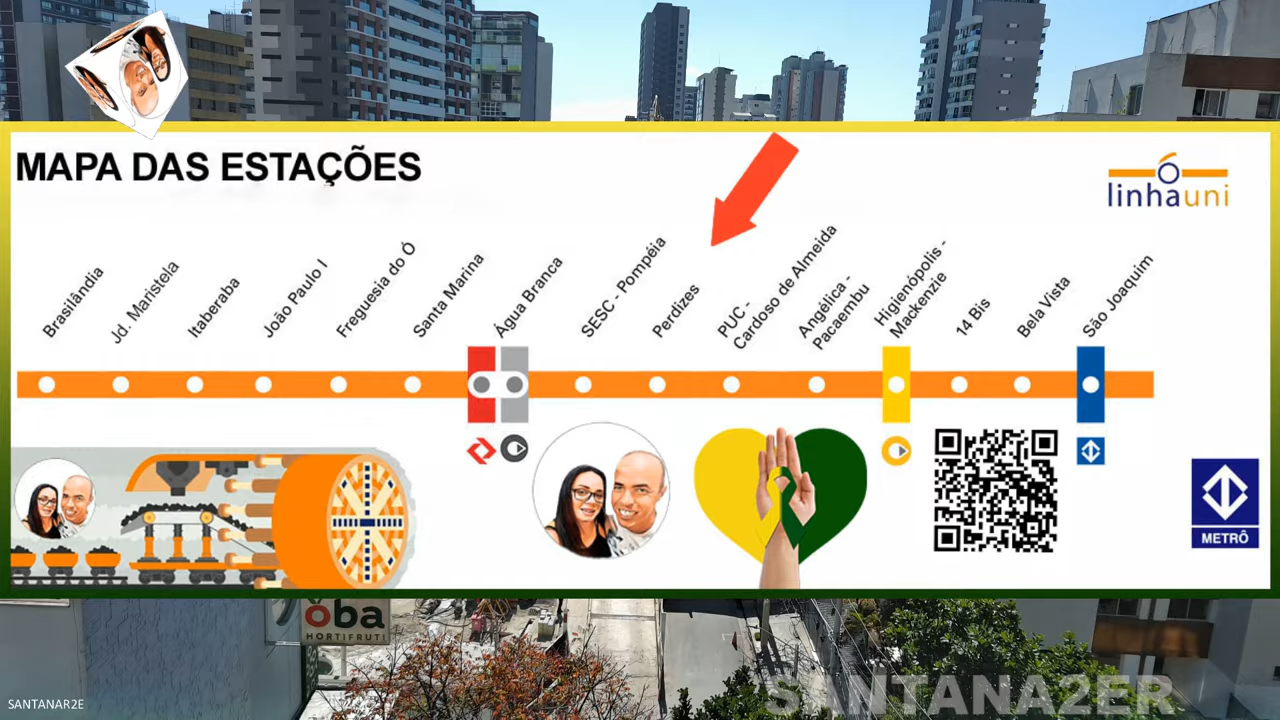 MAPA DAS ESTAÇÕES
linhauni
Brasilândia
Jd. Maristela
Itaberaba
João Paulo I
Freguesia do Ó
Santa Marina
Água Branca
SESC - Pompéia
Perdizes
PUC -
Cardoso de Almeida
Angélica -
Pacaembu
Higienópolis -
Mackenzie
14 Bis
Bela Vista
São Joaquim
METRÔ
õba
HORTIFRUTI
SANTANAR2E
SANTANA2ER